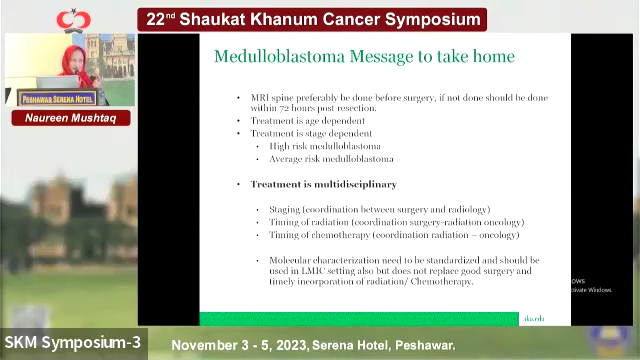 22nd Shaukat Khanum Cancer Symposium
Medulloblastoma Message to take home
PESHAWAR SERENA HOTEL
Naureen Mushtaq
• MRI spine preferably be done before surgery, if not done should be done
within 72 hours post resection.
• Treatment is age dependent
• Treatment is stage dependent
• High risk medulloblastoma
• Average risk medulloblastoma
• Treatment is multidisciplinary
• Staging (coordination between surgery and radiology)
• Timing of radiation (coordination surgery-radiation oncology)
• Timing of chemotherapy (coordination radiation – oncology)
• Molecular characterization need to be standardized and should be
used in LMIC setting also but does not replace good surgery and
timely incorporation of radiation/ Chemotherapy.
aku.edu
SKM Symposium-3
November 3 - 5, 2023, Serena Hotel, Peshawar.